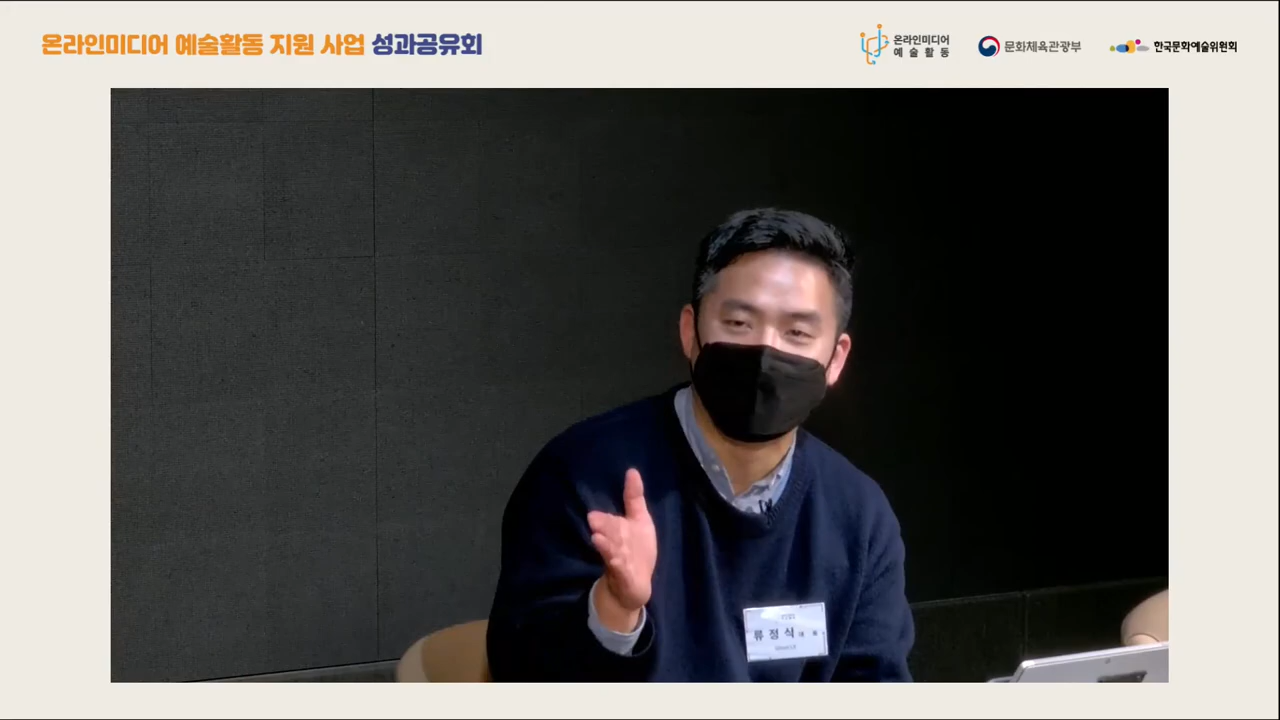 온라인미디어 예술활동 지원 사업 성과공유회
온라인미디어
예 술 활 동
문화체육관광부
한국문화예술위원회
류 정 식 대 표